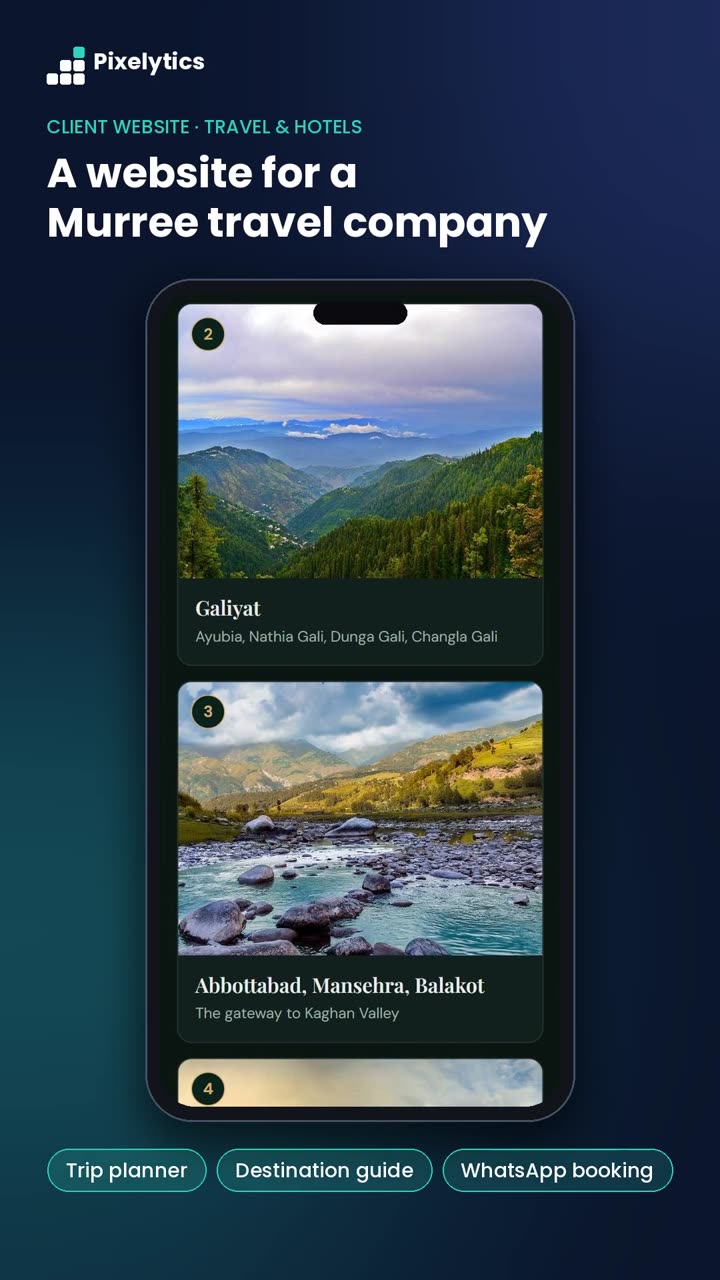 Pixelytics
CLIENT WEBSITE · TRAVEL & HOTELS
A website for a
Murree travel company
2
Galiyat
Ayubia, Nathia Gali, Dunga Gali, Changla Gali
3
Abbottabad, Mansehra, Balakot
The gateway to Kaghan Valley
4
Trip planner
Destination guide
WhatsApp booking